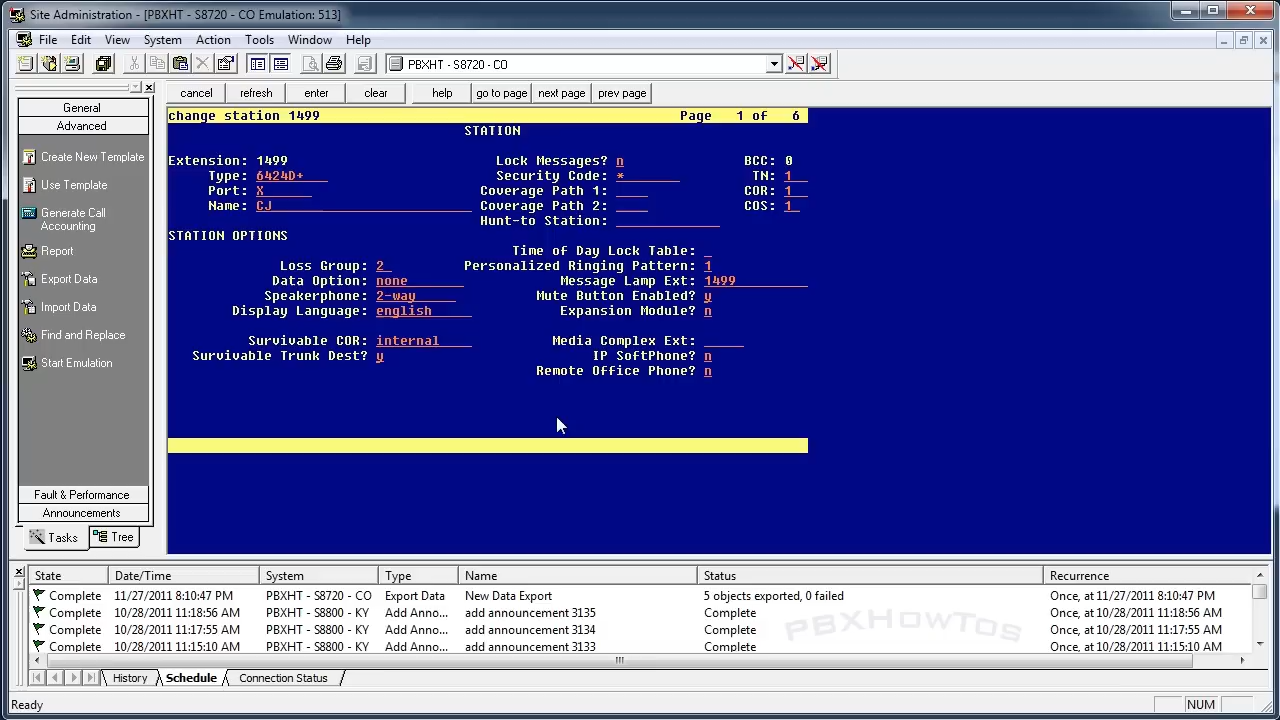 Site Administration - [PBXHT - S8720 - CO Emulation: 513]
File Edit View System Action Tools Window Help
PBXHT - S8720 - CO
cancel refresh enter clear help go to page next page prev page
General
Advanced
Create New Template
Use Template
Generate Call
Accounting
Report
Export Data
Import Data
Find and Replace
Start Emulation
Fault & Performance
Announcements
Tasks Tree
change station 1499 Page 1 of 6
STATION
Extension: 1499 Lock Messages? n BCC: 0
Type: 6424D+ Security Code: * TN: 1
Port: X Coverage Path 1: COR: 1
Name: CJ Coverage Path 2: COS: 1
Hunt-to Station:
STATION OPTIONS
Time of Day Lock Table:
Loss Group: 2 Personalized Ringing Pattern: 1
Data Option: none Message Lamp Ext: 1499
Speakerphone: 2-way Mute Button Enabled? y
Display Language: english Expansion Module? n
Survivable COR: internal Media Complex Ext:
Survivable Trunk Dest? y IP SoftPhone? n
Remote Office Phone? n
State Date/Time System Type Name Status Recurrence
Complete 11/27/2011 8:10:47 PM PBXHT - S8720 - CO Export Data New Data Export 5 objects exported, 0 failed Once, at 11/27/2011 8:10:47 PM
Complete 10/28/2011 11:18:56 AM PBXHT - S8800 - KY Add Anno... add announcement 3135 Complete Once, at 10/28/2011 11:18:56 AM
Complete 10/28/2011 11:17:55 AM PBXHT - S8800 - KY Add Anno... add announcement 3134 Complete Once, at 10/28/2011 11:17:55 AM
Complete 10/28/2011 11:15:10 AM PBXHT - S8800 - KY Add Anno... add announcement 3133 Complete Once, at 10/28/2011 11:15:10 AM
PBXHowTos
History Schedule Connection Status
Ready NUM